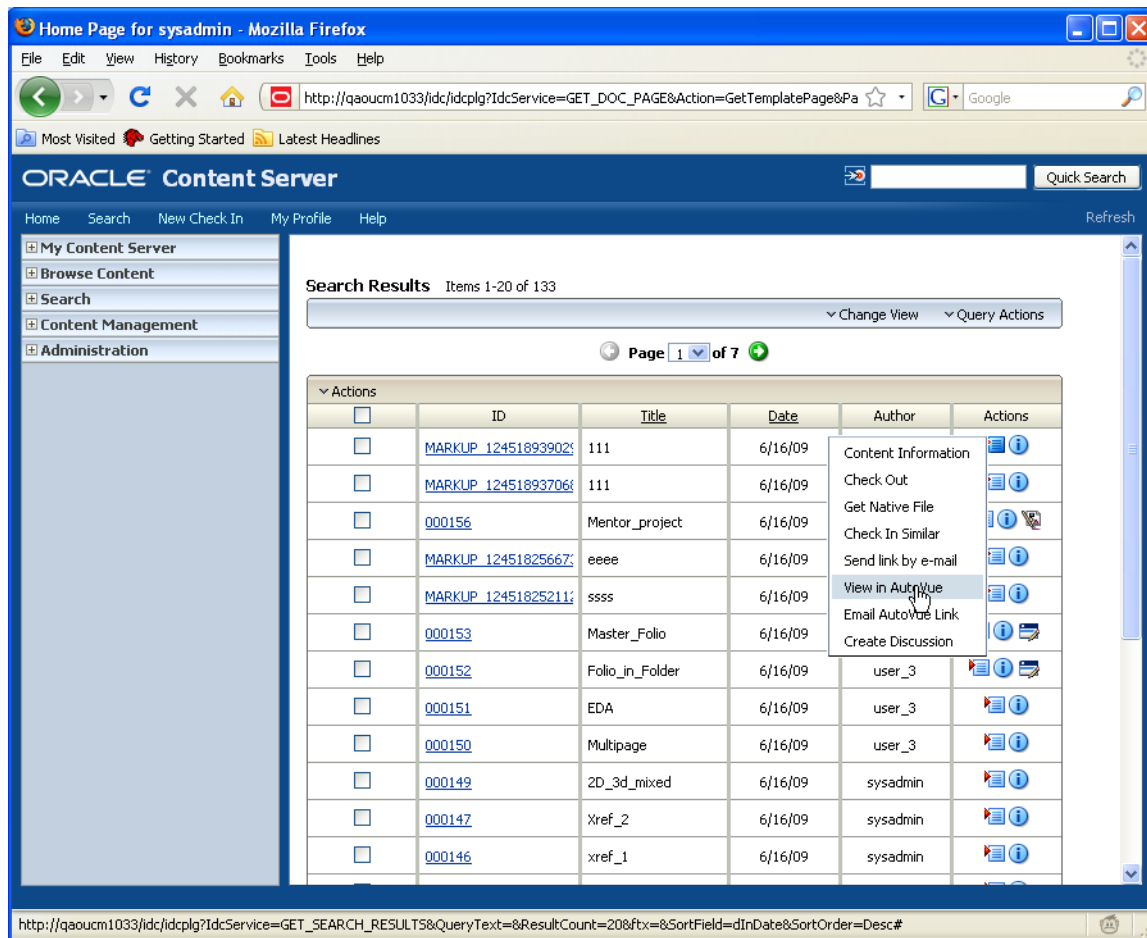 Home Page for sysadmin - Mozilla Firefox
File Edit View History Bookmarks Tools Help
http://qaoucm1033/idc/idcplg?IdcService=GET_DOC_PAGE&Action=GetTemplatePage&Pa G Google
Most Visited Getting Started Latest Headlines
ORACLE Content Server Quick Search
Home Search New Check In My Profile Help Refresh
My Content Server
Browse Content
Search
Content Management
Administration
Search Results Items 1-20 of 133
Change View Query Actions
Page 1 of 7
Actions
ID Title Date Author Actions
MARKUP_124518939029 111 6/16/09
MARKUP_124518937068 111 6/16/09
000156 Mentor_project 6/16/09
MARKUP_124518256673 eeee 6/16/09
MARKUP_124518252112 ssss 6/16/09
000153 Master_Folio 6/16/09
000152 Folio_in_Folder 6/16/09 user_3
000151 EDA 6/16/09 user_3
000150 Multipage 6/16/09 user_3
000149 2D_3d_mixed 6/16/09 sysadmin
000147 Xref_2 6/16/09 sysadmin
000146 xref_1 6/16/09 sysadmin
Content Information
Check Out
Get Native File
Check In Similar
Send link by e-mail
View in AutoVue
Email AutoVue Link
Create Discussion
http://qaoucm1033/idc/idcplg?IdcService=GET_SEARCH_RESULTS&QueryText=&ResultCount=20&ftx=&SortField=dInDate&SortOrder=Desc#